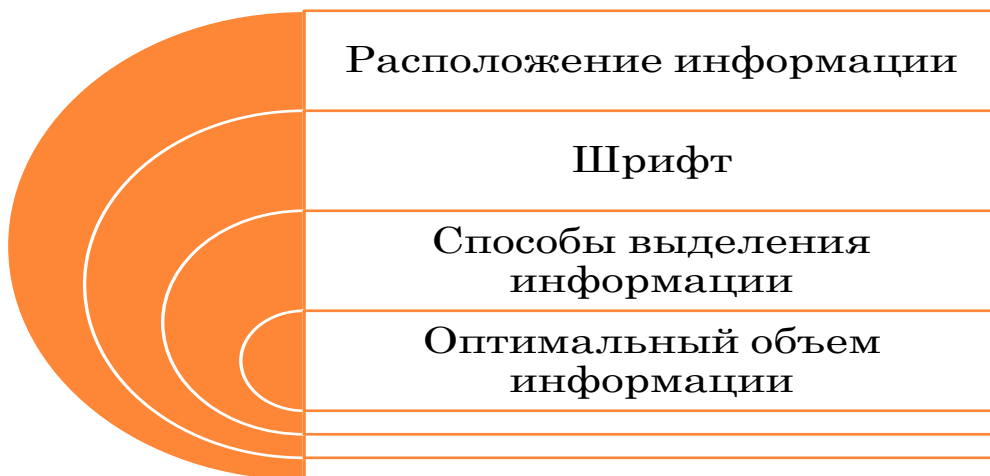 Расположение информации
Шрифт
Способы выделения
информации
Оптимальный объем
информации